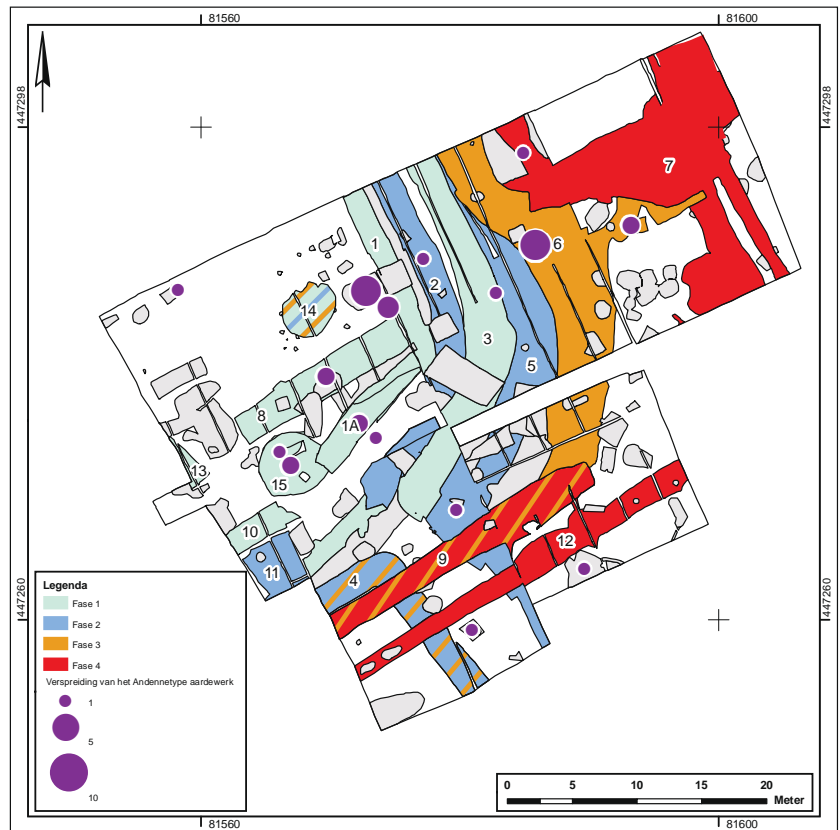 81560
81600
447298
447298
7
1
6
2
14
3
5
8
1A
13
15
10
9
12
11
4
Legenda
Fase 1
Fase 2
Fase 3
Fase 4
Verspreiding van het Andennetype aardewerk
1
5
10
447260
447260
0 5 10 15 20
Meter
81560
81600